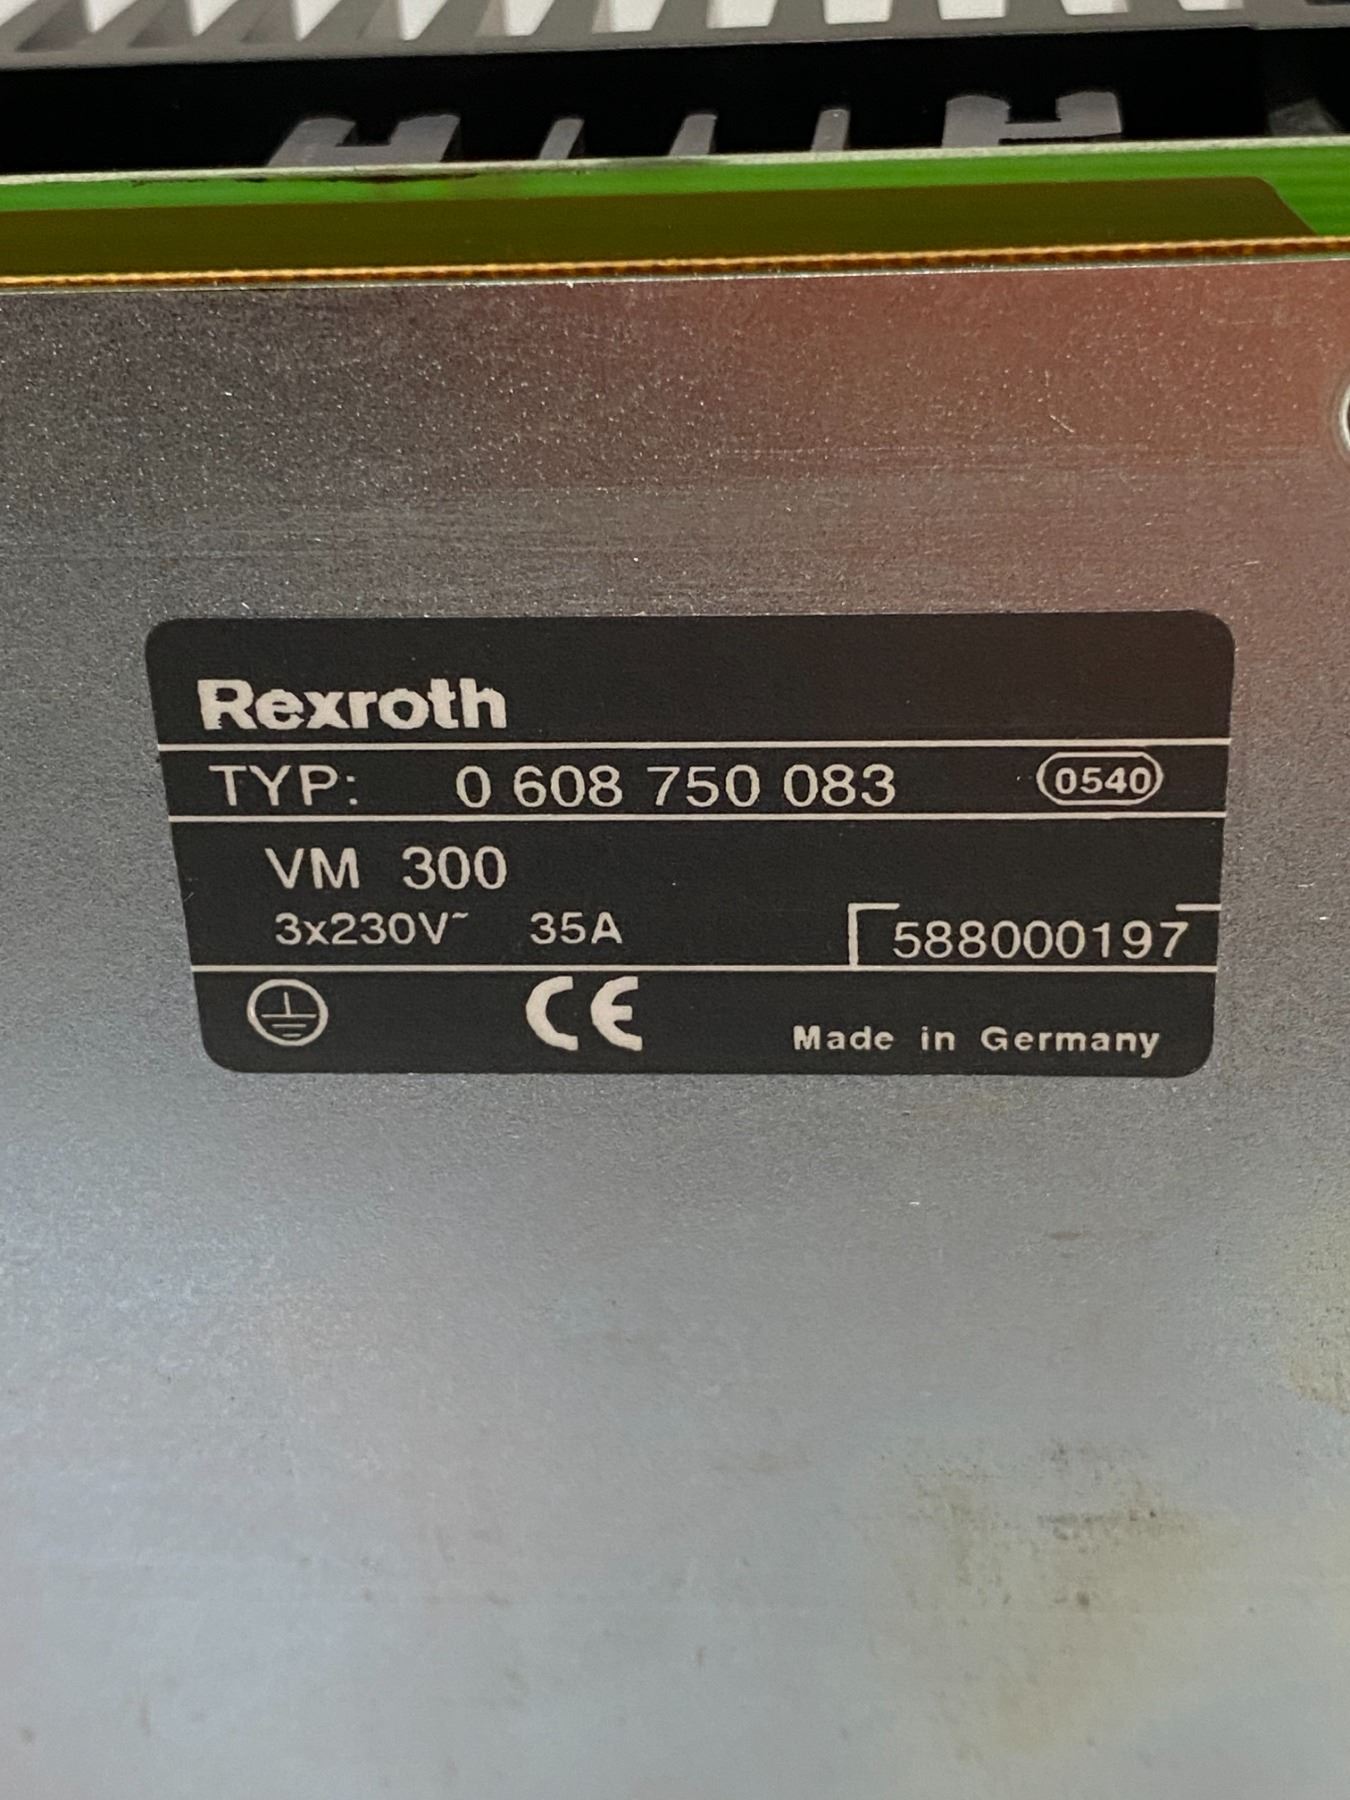 Rexroth
TYP: 0 608 750 083 0540
VM 300
3x230V~ 35A 588000197
CE Made in Germany